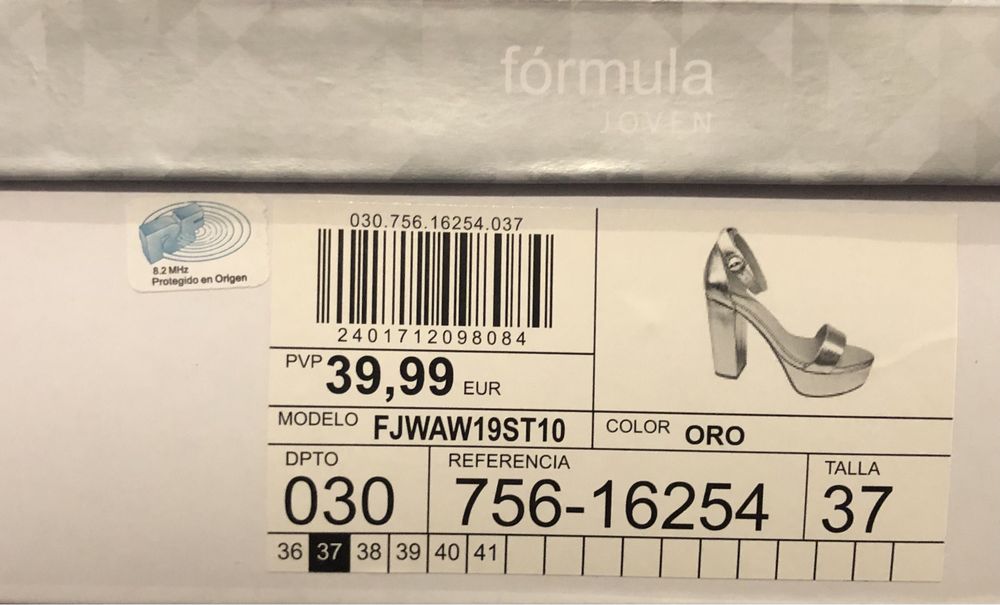 fórmula
JOVEN
8.2 MHz
Protegido en Origen
030.756.16254.037
2401712098084
PVP 39,99 EUR
MODELO FJWAW19ST10
COLOR ORO
DPTO
030
REFERENCIA
756-16254
TALLA
37
36 37 38 39 40 41